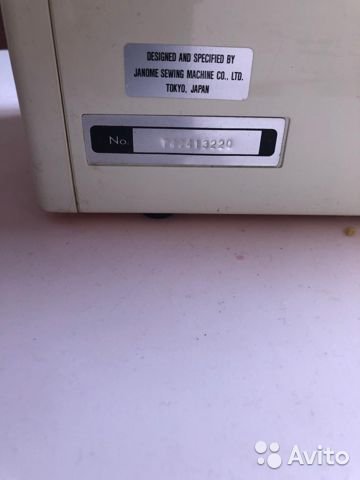 DESIGNED AND SPECIFIED BY
JANOME SEWING MACHINE CO., LTD.
TOKYO, JAPAN
No.
Avito